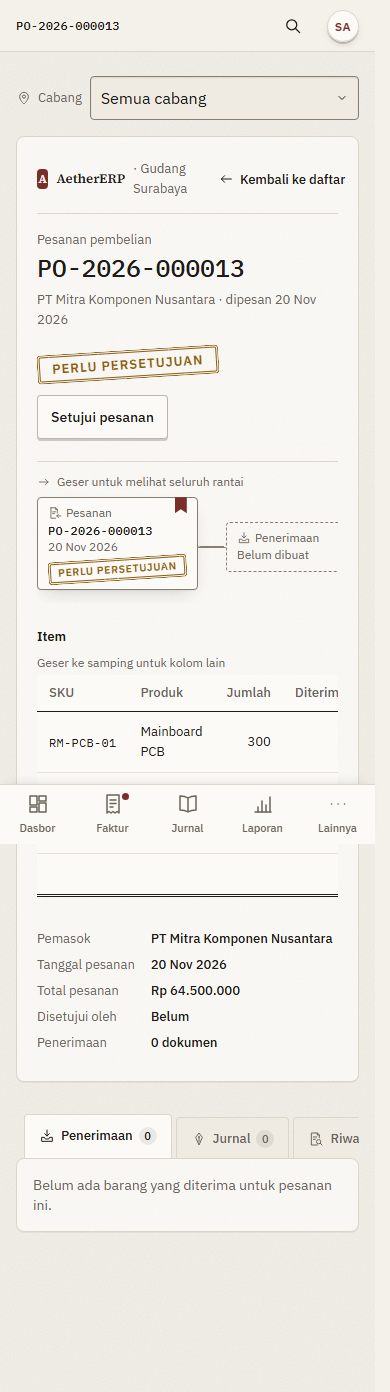 PO-2026-000013
SA
Cabang
Semua cabang
A AetherERP · Gudang Surabaya
Kembali ke daftar
Pesanan pembelian
PO-2026-000013
PT Mitra Komponen Nusantara · dipesan 20 Nov
2026
PERLU PERSETUJUAN
Setujui pesanan
Geser untuk melihat seluruh rantai
Pesanan
PO-2026-000013
20 Nov 2026
PERLU PERSETUJUAN
Penerimaan
Belum dibuat
Item
Geser ke samping untuk kolom lain
SKU Produk Jumlah Diterim
RM-PCB-01 Mainboard PCB 300
Dasbor Faktur Jurnal Laporan Lainnya
Pemasok PT Mitra Komponen Nusantara
Tanggal pesanan 20 Nov 2026
Total pesanan Rp 64.500.000
Disetujui oleh Belum
Penerimaan 0 dokumen
Penerimaan 0 Jurnal 0 Riwa
Belum ada barang yang diterima untuk pesanan
ini.